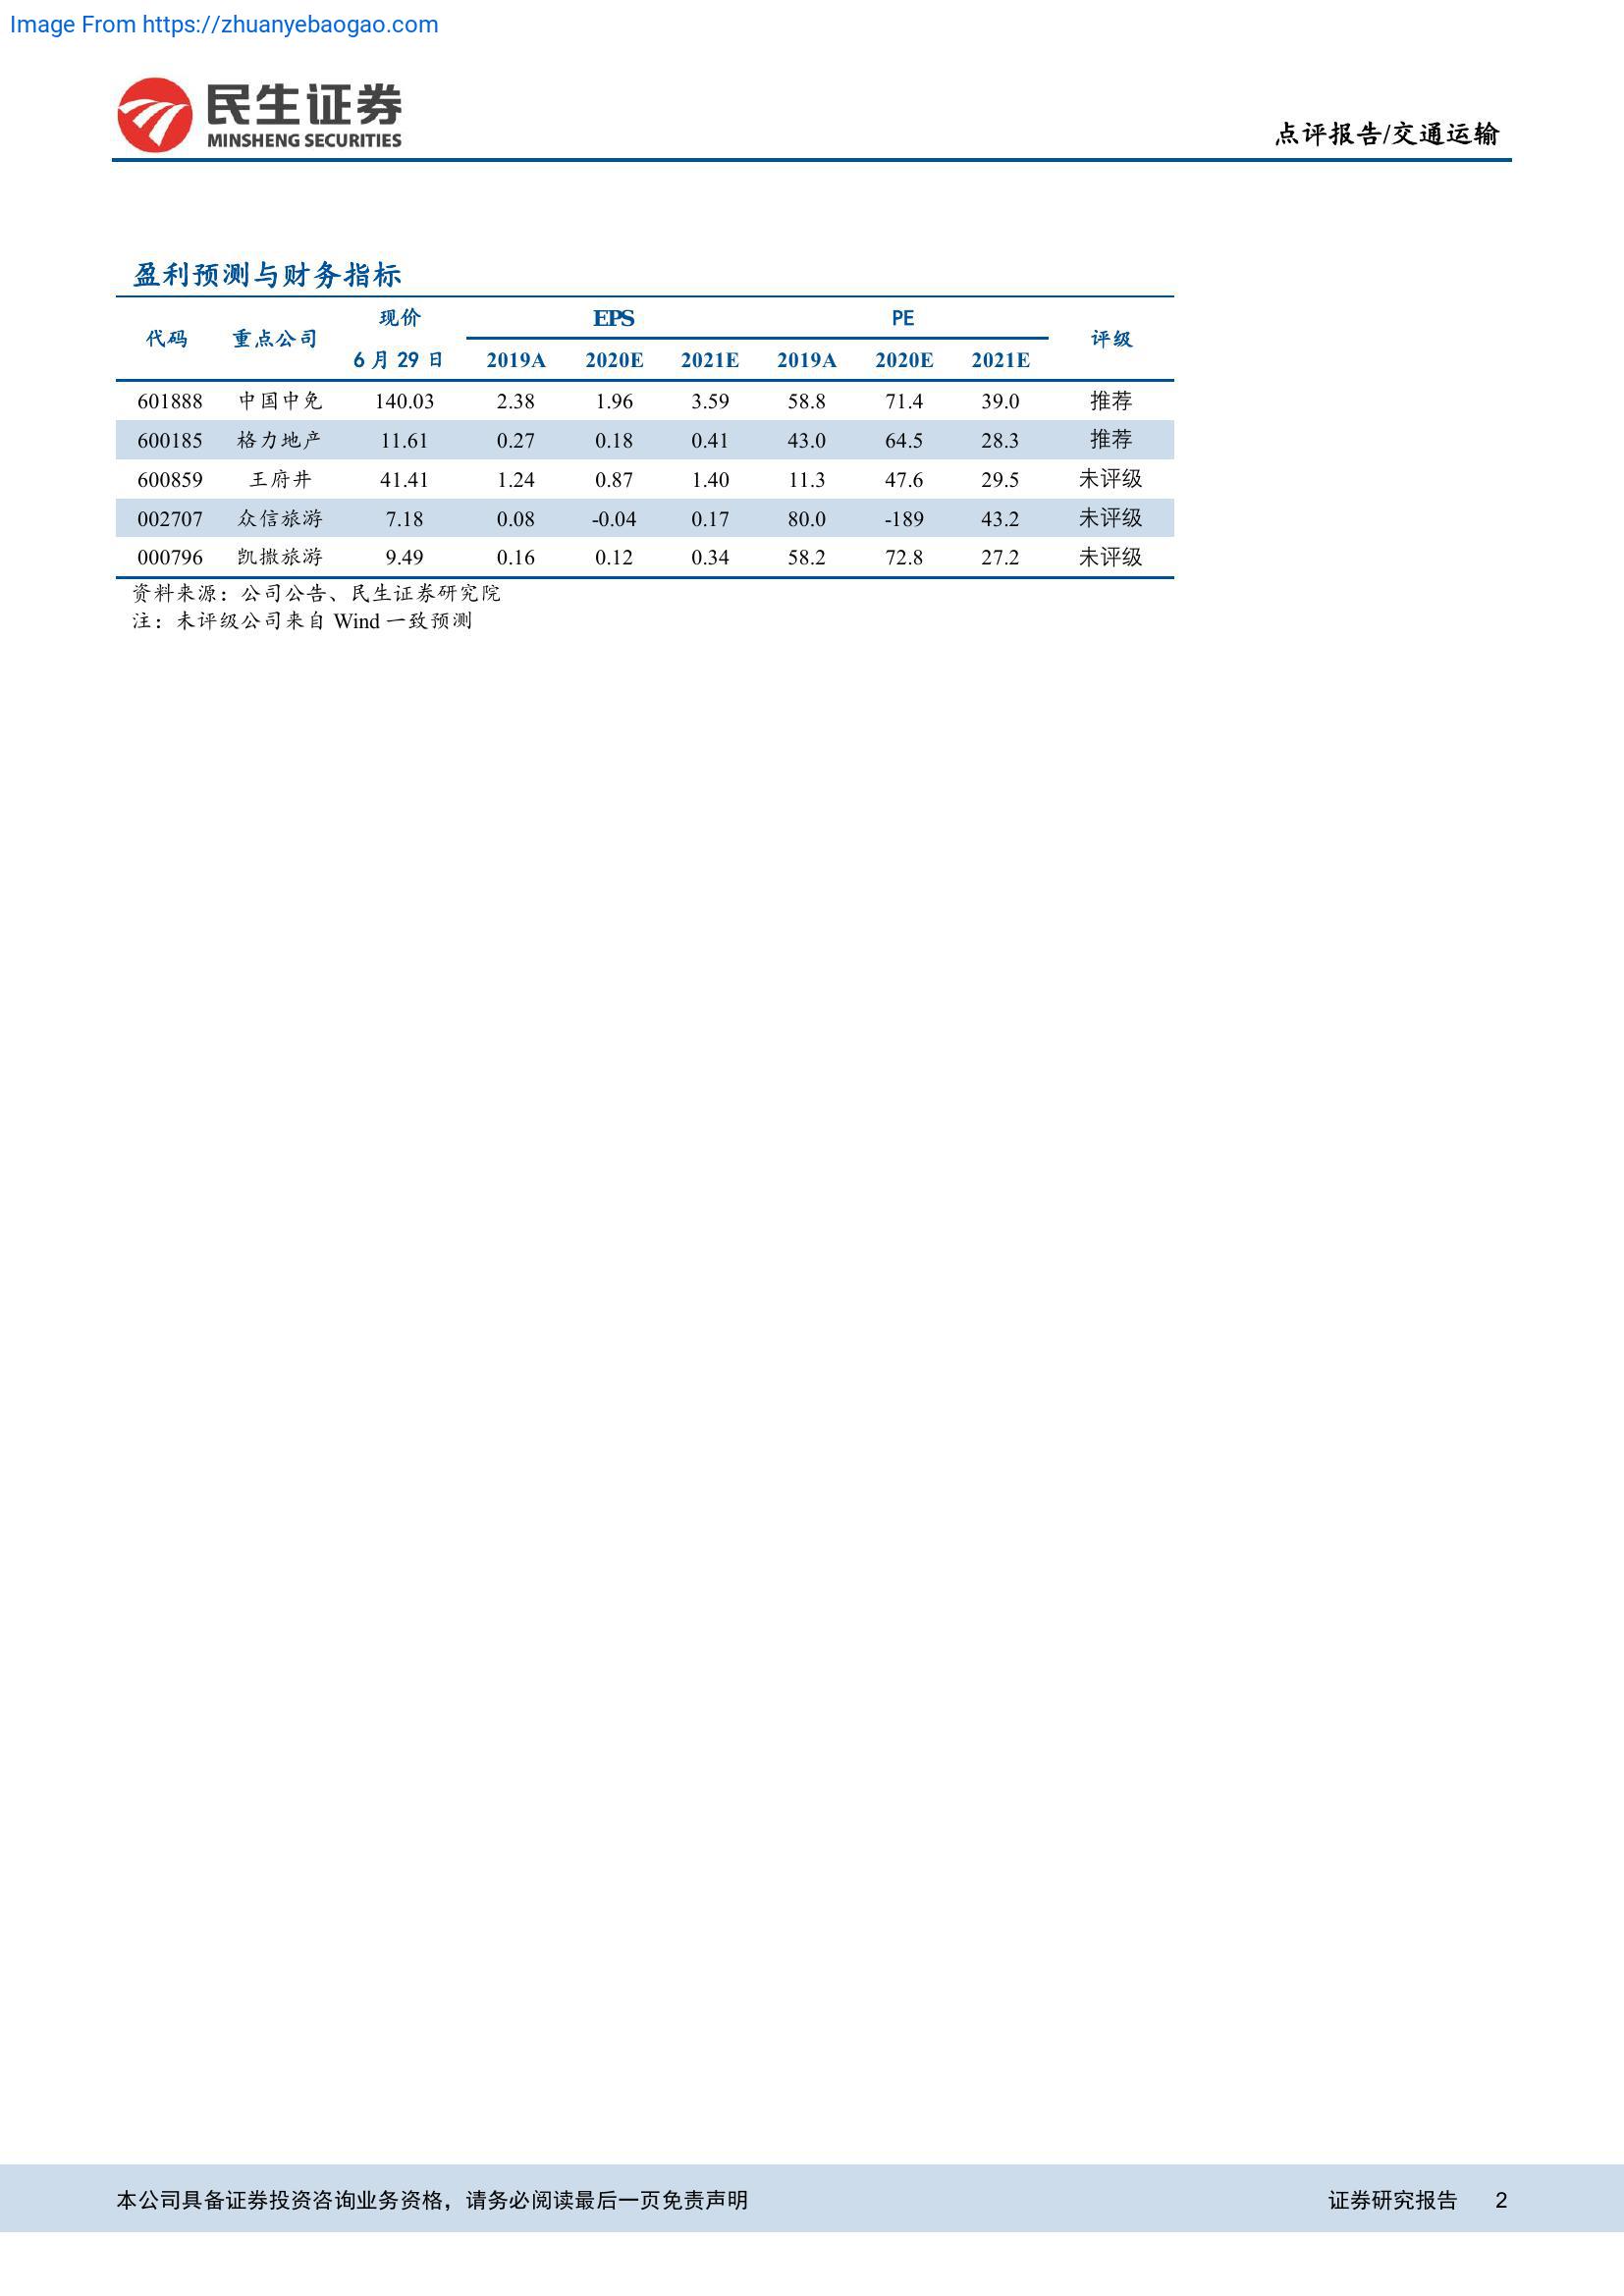 Image From https://zhuanyebaogao.com
民生证券
MINSHENG SECURITIES
点评报告/交通运输
盈利预测与财务指标
代码 重点公司 现价 EPS PE 评级
6 月 29 日 2019A 2020E 2021E 2019A 2020E 2021E
601888 中国中免 140.03 2.38 1.96 3.59 58.8 71.4 39.0 推荐
600185 格力地产 11.61 0.27 0.18 0.41 43.0 64.5 28.3 推荐
600859 王府井 41.41 1.24 0.87 1.40 11.3 47.6 29.5 未评级
002707 众信旅游 7.18 0.08 -0.04 0.17 80.0 -189 43.2 未评级
000796 凯撒旅游 9.49 0.16 0.12 0.34 58.2 72.8 27.2 未评级
资料来源：公司公告、民生证券研究院
注：未评级公司来自 Wind 一致预测
本公司具备证券投资咨询业务资格，请务必阅读最后一页免责声明 证券研究报告 2